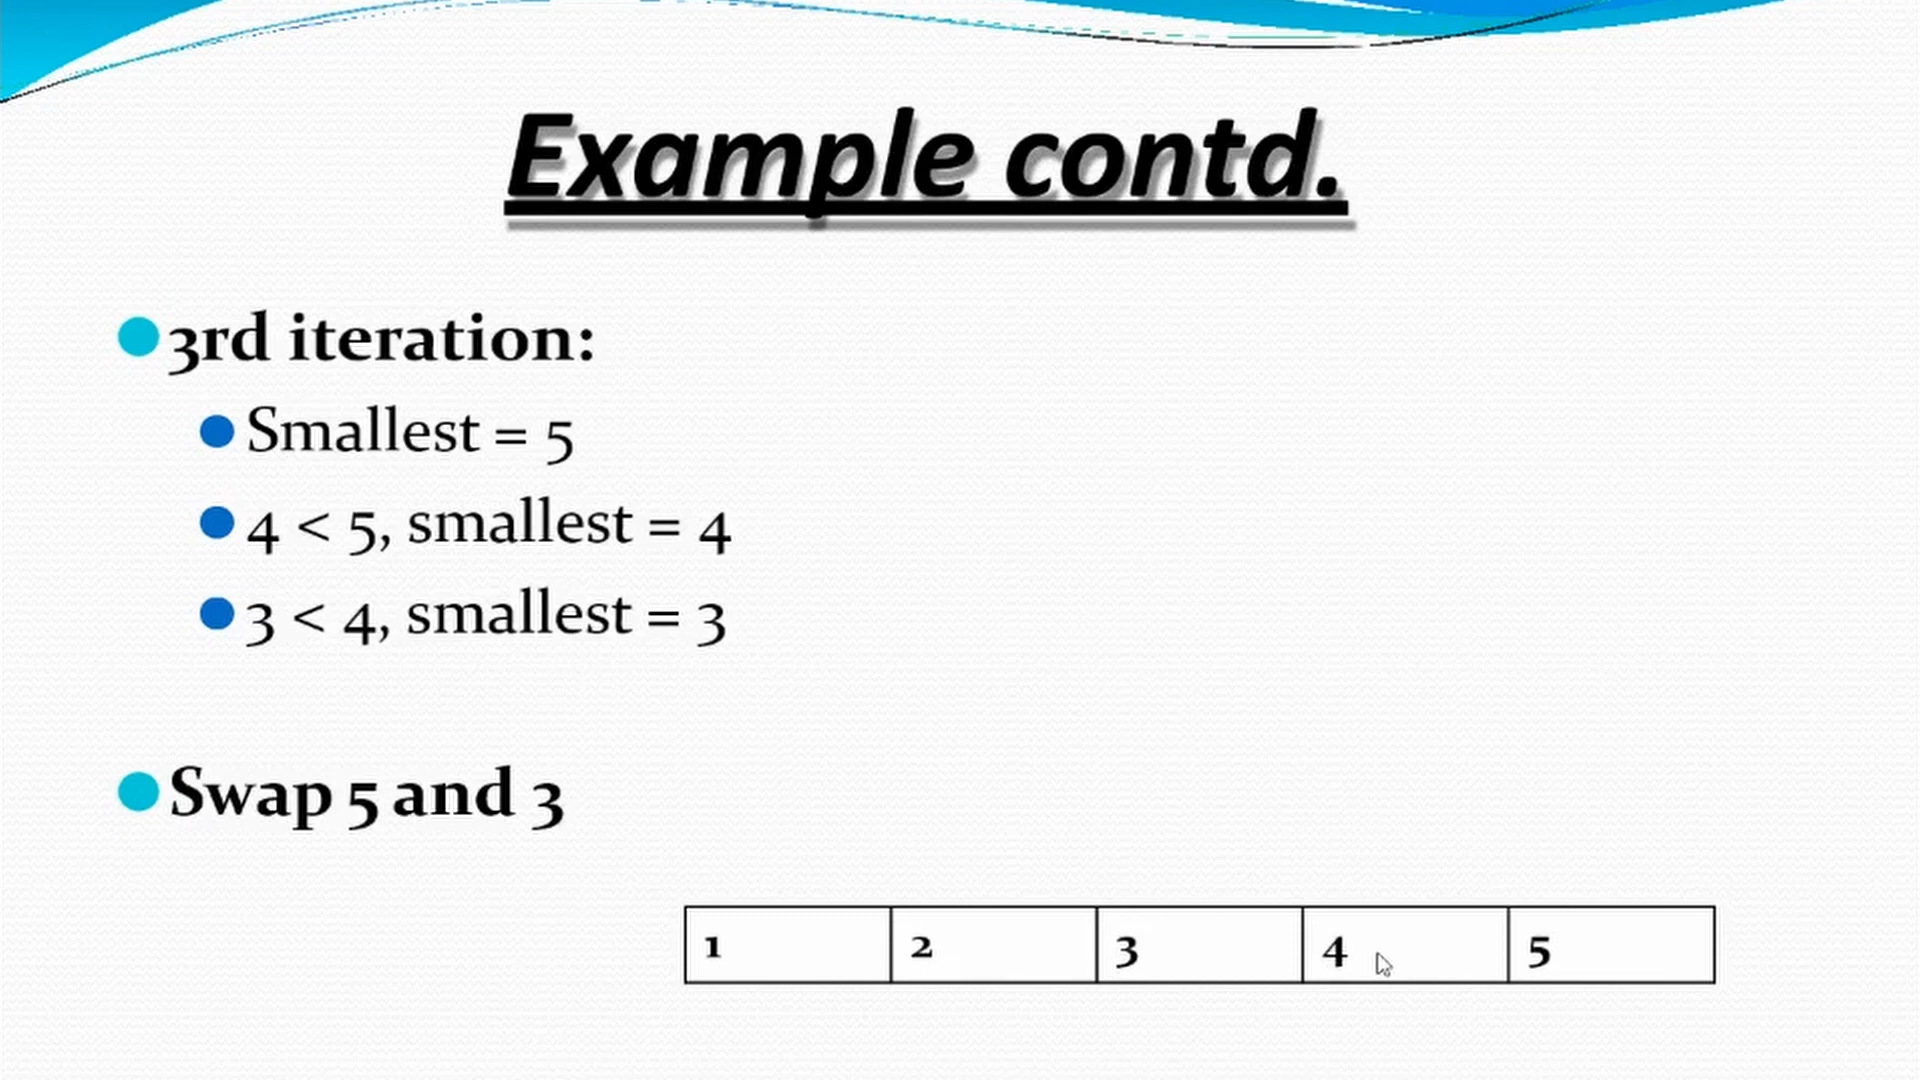 Example contd.
3rd iteration:
Smallest = 5
4 < 5, smallest = 4
3 < 4, smallest = 3
Swap 5 and 3
1 2 3 4 5